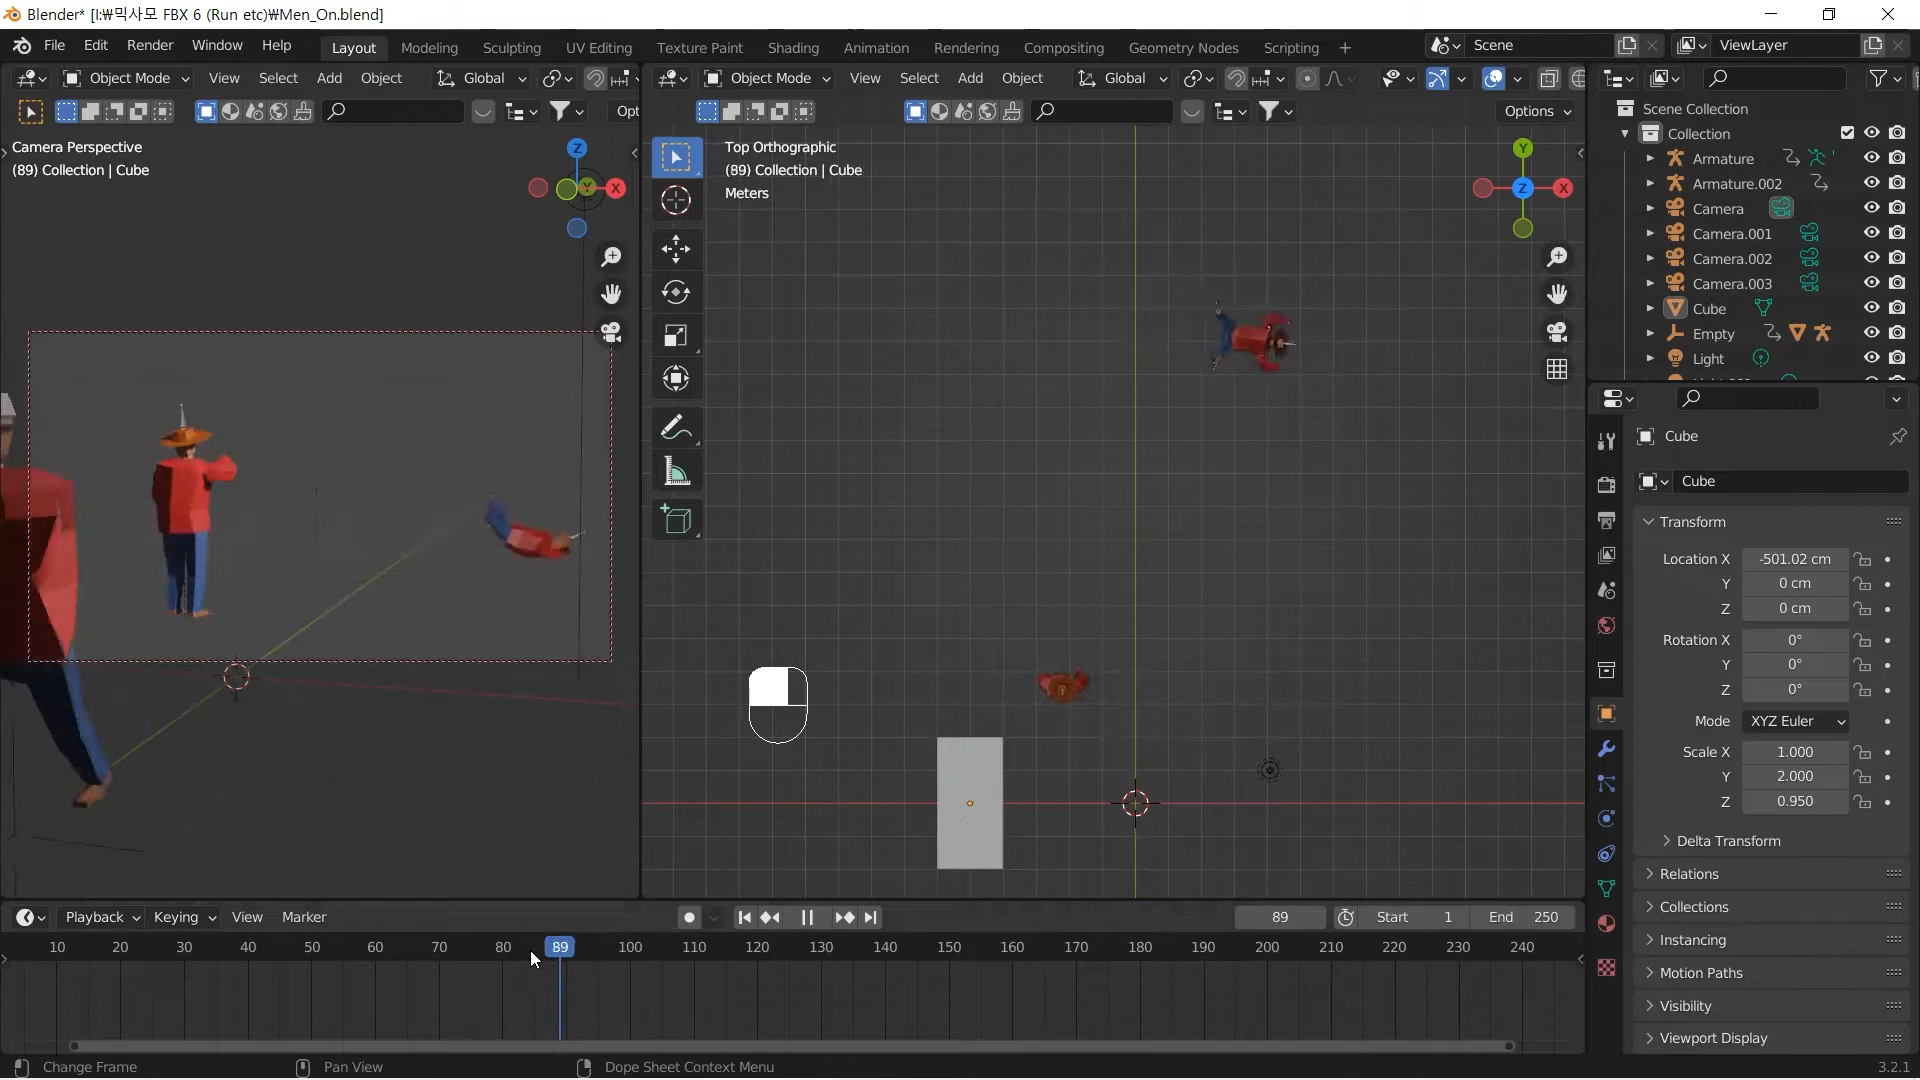 Blender* [I:\믹사모 FBX 6 (Run etc)\Men_On.blend]
File Edit Render Window Help
Layout Modeling Sculpting UV Editing Texture Paint Shading Animation Rendering Compositing Geometry Nodes Scripting +
Scene
ViewLayer
Object Mode View Select Add Object Global
Object Mode View Select Add Object Global
Opt
Options
Camera Perspective
(89) Collection | Cube
Z
Y
X
Top Orthographic
(89) Collection | Cube
Meters
Y
Z
X
Scene Collection
Collection
Armature
Armature.002
Camera
Camera.001
Camera.002
Camera.003
Cube
Empty
Light
Cube
Cube
Transform
Location X -501.02 cm
Y 0 cm
Z 0 cm
Rotation X 0°
Y 0°
Z 0°
Mode XYZ Euler
Scale X 1.000
Y 2.000
Z 0.950
Delta Transform
Relations
Collections
Instancing
Motion Paths
Visibility
Viewport Display
Playback Keying View Marker
89 Start 1 End 250
10 20 30 40 50 60 70 80 89 100 110 120 130 140 150 160 170 180 190 200 210 220 230 240
Change Frame Pan View Dope Sheet Context Menu 3.2.1